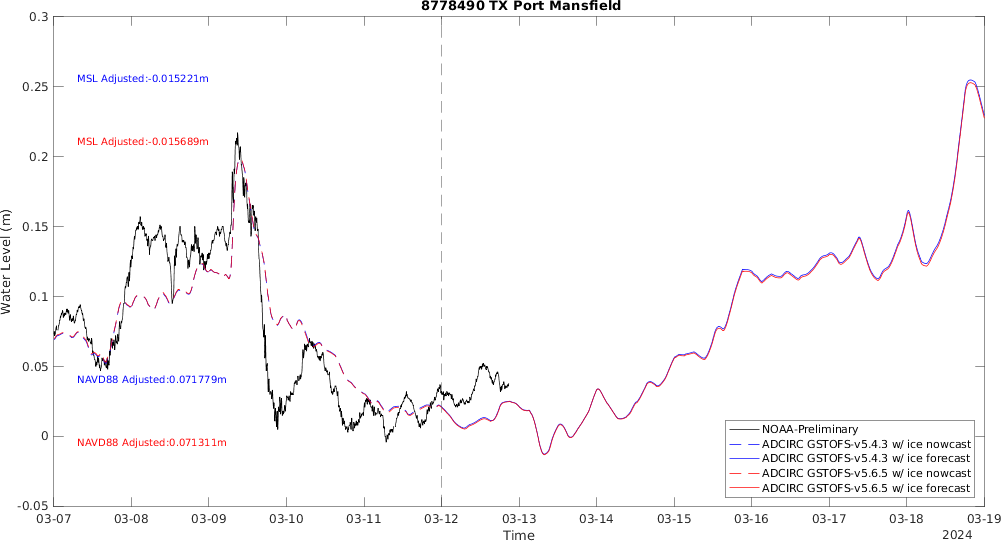 8778490 TX Port Mansfield
0.3
0.25
0.2
0.15
0.1
0.05
0
-0.05
Water Level (m)
MSL Adjusted:-0.015221m
MSL Adjusted:-0.015689m
NAVD88 Adjusted:0.071779m
NAVD88 Adjusted:0.071311m
NOAA-Preliminary
ADCIRC GSTOFS-v5.4.3 w/ ice nowcast
ADCIRC GSTOFS-v5.4.3 w/ ice forecast
ADCIRC GSTOFS-v5.6.5 w/ ice nowcast
ADCIRC GSTOFS-v5.6.5 w/ ice forecast
03-07 03-08 03-09 03-10 03-11 03-12 03-13 03-14 03-15 03-16 03-17 03-18 03-19
Time
2024